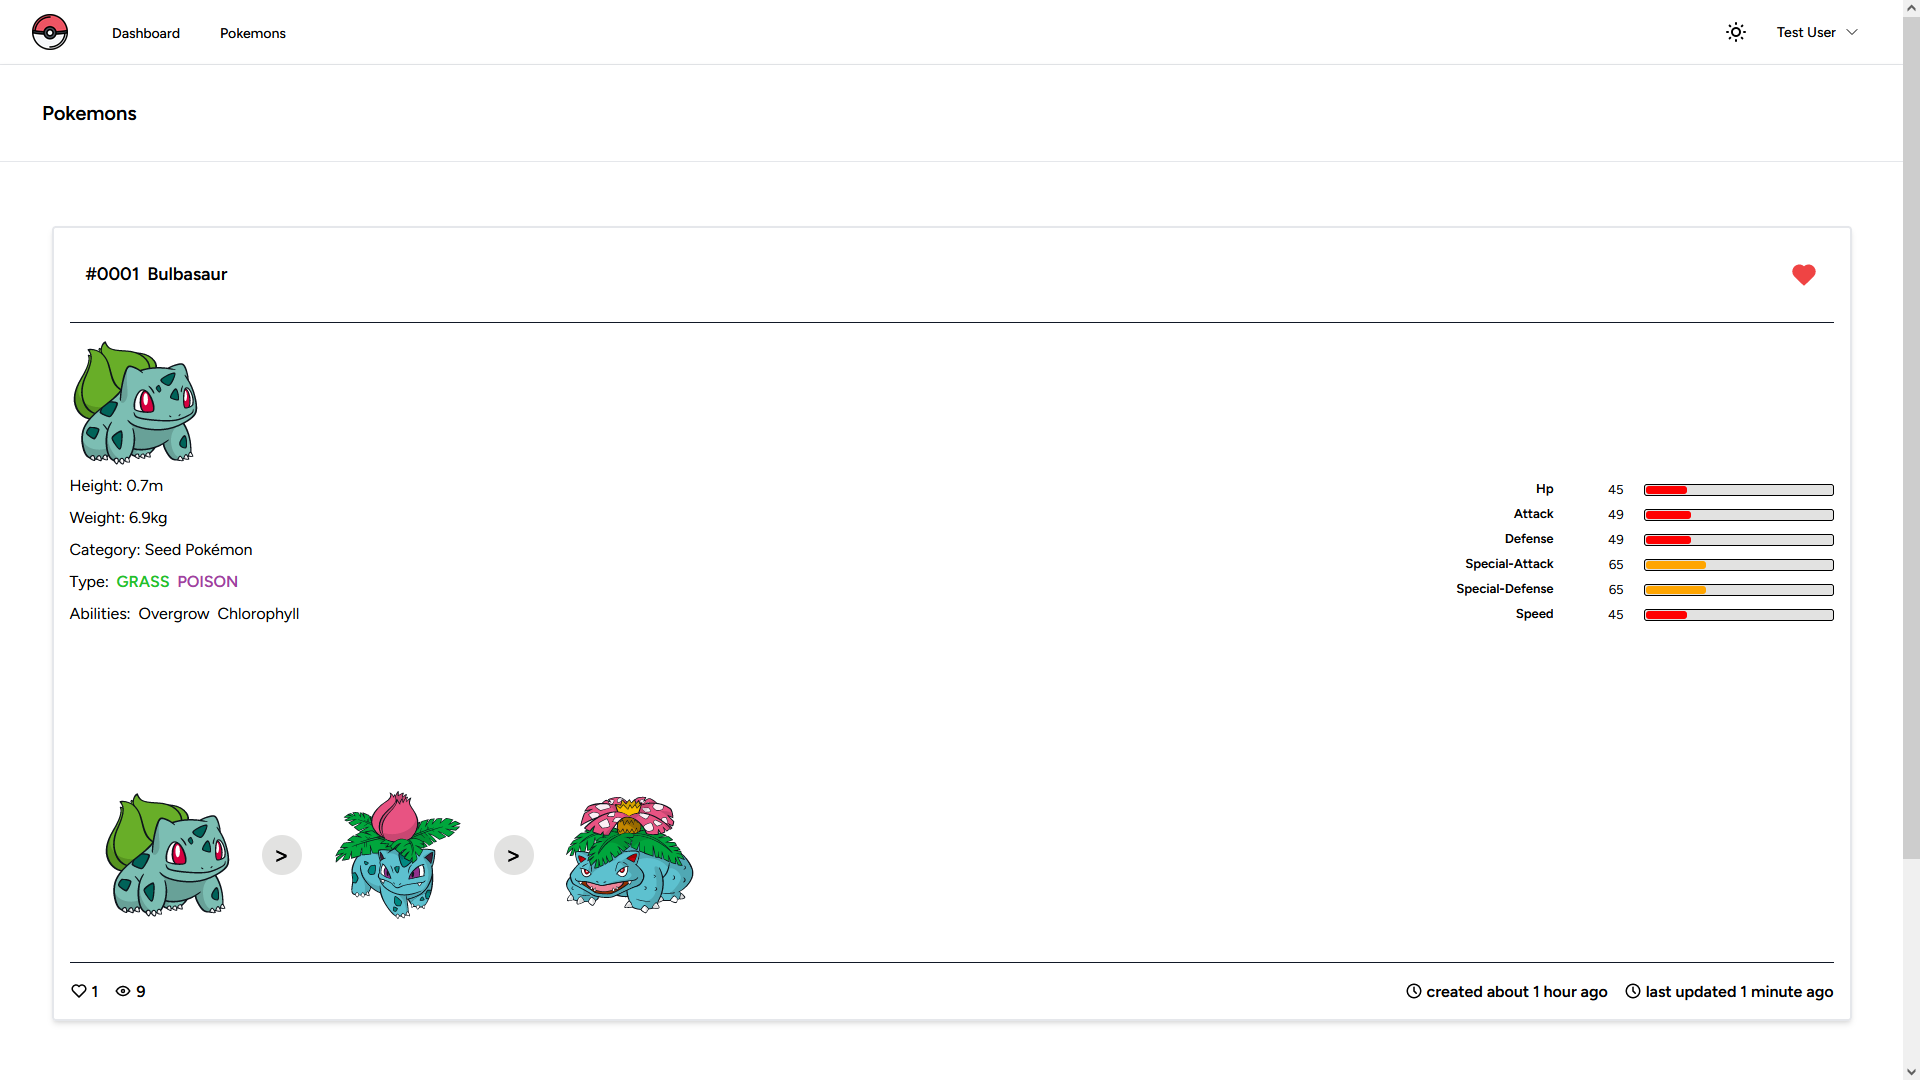 Dashboard Pokemons Test User
Pokemons
#0001 Bulbasaur
Height: 0.7m
Weight: 6.9kg
Category: Seed Pokémon
Type: GRASS POISON
Abilities: Overgrow Chlorophyll
Hp 45
Attack 49
Defense 49
Special-Attack 65
Special-Defense 65
Speed 45
> >
1 9 created about 1 hour ago last updated 1 minute ago